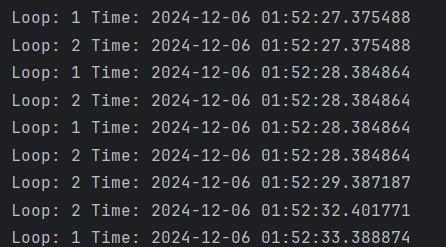 Loop: 1 Time: 2024-12-06 01:52:27.375488
Loop: 2 Time: 2024-12-06 01:52:27.375488
Loop: 1 Time: 2024-12-06 01:52:28.384864
Loop: 2 Time: 2024-12-06 01:52:28.384864
Loop: 1 Time: 2024-12-06 01:52:28.384864
Loop: 2 Time: 2024-12-06 01:52:28.384864
Loop: 2 Time: 2024-12-06 01:52:29.387187
Loop: 2 Time: 2024-12-06 01:52:32.401771
Loop: 1 Time: 2024-12-06 01:52:33.388874